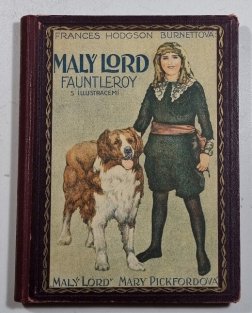 FRANCES HODGSON BURNETTOVÁ
MALÝ LORD
FAUNTLEROY
S ILLUSTRACEMI
„MALÝ LORD“ MARY PICKFORDOVÁ